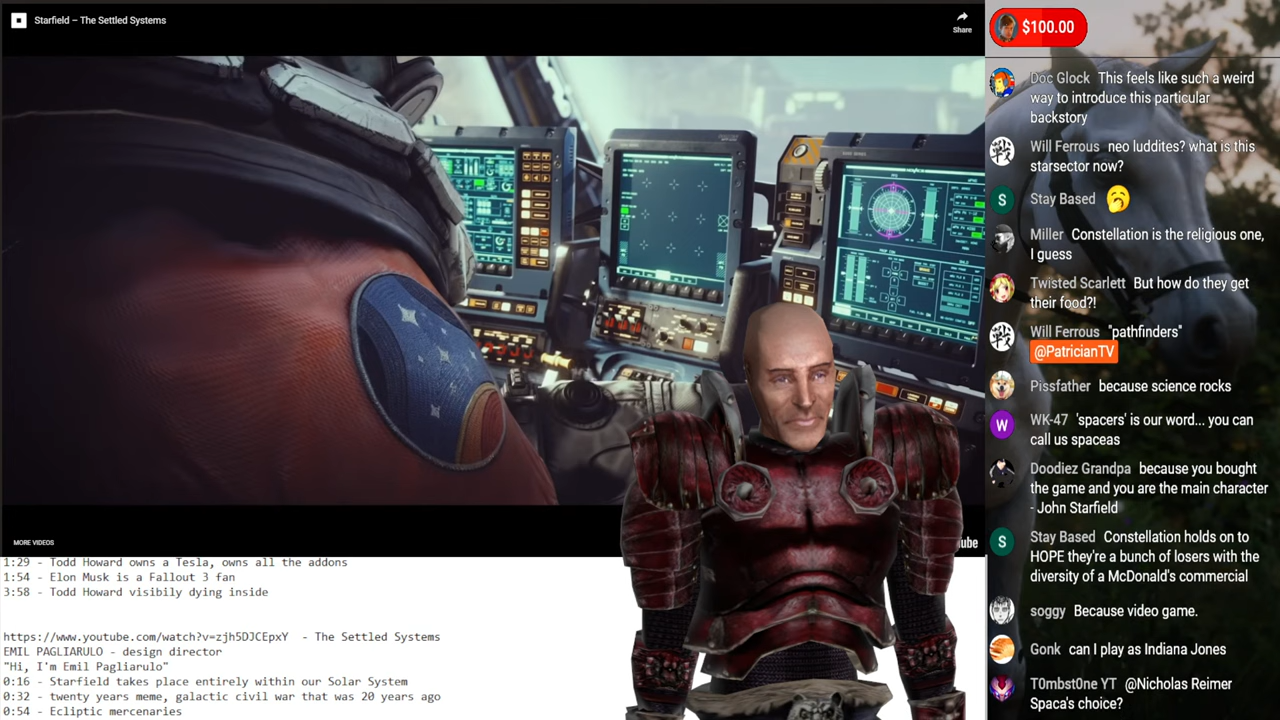 Starfield – The Settled Systems
Share
MORE VIDEOS
ube
1:29 - Todd Howard owns a Tesla, owns all the addons
1:54 - Elon Musk is a Fallout 3 fan
3:58 - Todd Howard visibily dying inside
https://www.youtube.com/watch?v=zjh5DJCEpxY - The Settled Systems
EMIL PAGLIARULO - design director
"Hi, I'm Emil Pagliarulo"
0:16 - Starfield takes place entirely within our Solar System
0:32 - twenty years meme, galactic civil war that was 20 years ago
0:54 - Ecliptic mercenaries
$100.00
Doc Glock This feels like such a weird
way to introduce this particular
backstory
Will Ferrous neo luddites? what is this
starsector now?
S
Stay Based
Miller Constellation is the religious one,
I guess
Twisted Scarlett But how do they get
their food?!
Will Ferrous "pathfinders"
@PatricianTV
Pissfather because science rocks
W
WK-47 'spacers' is our word... you can
call us spaceas
Doodiez Grandpa because you bought
the game and you are the main character
- John Starfield
S
Stay Based Constellation holds on to
HOPE they're a bunch of losers with the
diversity of a McDonald's commercial
soggy Because video game.
Gonk can I play as Indiana Jones
T0mbst0ne YT @Nicholas Reimer
Spaca's choice?